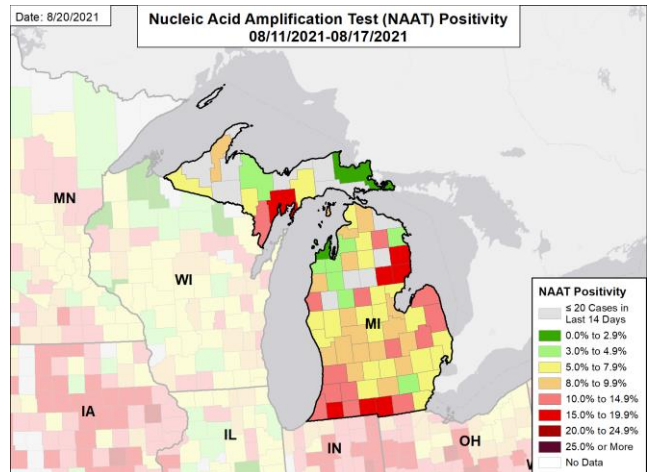 Date: 8/20/2021
Nucleic Acid Amplification Test (NAAT) Positivity
08/11/2021-08/17/2021
MN
WI
MI
IA
IL
IN
OH
NAAT Positivity
≤ 20 Cases in
Last 14 Days
0.0% to 2.9%
3.0% to 4.9%
5.0% to 7.9%
8.0% to 9.9%
10.0% to 14.9%
15.0% to 19.9%
20.0% to 24.9%
25.0% or More
No Data